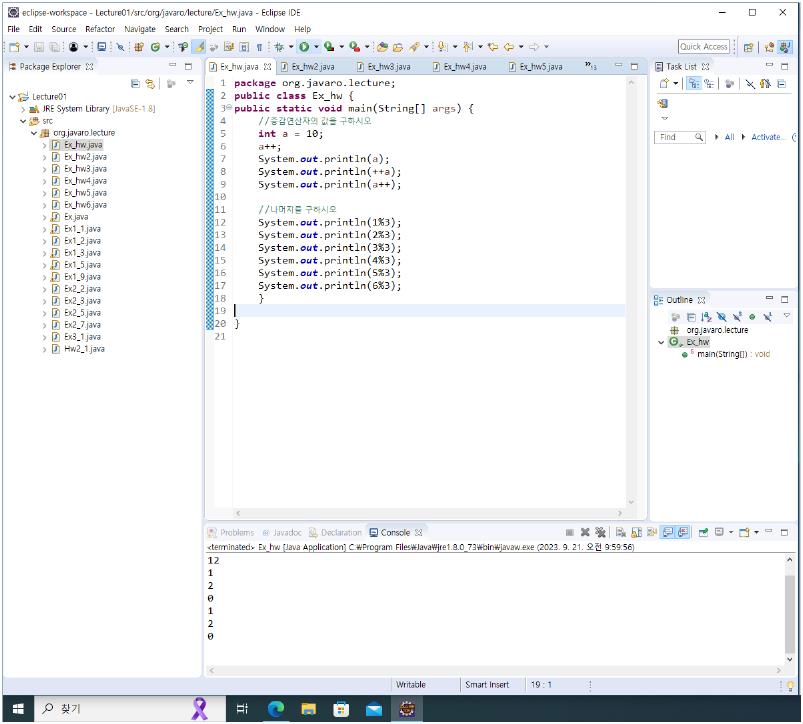 eclipse-workspace - Lecture01/src/org/javaro/lecture/Ex_hw.java - Eclipse IDE
File Edit Source Refactor Navigate Search Project Run Window Help
Quick Access
Package Explorer
Lecture01
JRE System Library [JavaSE-1.8]
src
org.javaro.lecture
Ex_hw.java
Ex_hw2.java
Ex_hw3.java
Ex_hw4.java
Ex_hw5.java
Ex_hw6.java
Ex.java
Ex1_1.java
Ex1_2.java
Ex1_3.java
Ex1_5.java
Ex1_9.java
Ex2_2.java
Ex2_3.java
Ex2_5.java
Ex2_7.java
Ex3_1.java
Hw2_1.java
Ex_hw.java Ex_hw2.java Ex_hw3.java Ex_hw4.java Ex_hw5.java »13
1 package org.javaro.lecture;
2 public class Ex_hw {
3 public static void main(String[] args) {
4 //증감연산자의 값을 구하시오
5 int a = 10;
6 a++;
7 System.out.println(a);
8 System.out.println(++a);
9 System.out.println(a++);
10
11 //나머지를 구하시오
12 System.out.println(1%3);
13 System.out.println(2%3);
14 System.out.println(3%3);
15 System.out.println(4%3);
16 System.out.println(5%3);
17 System.out.println(6%3);
18 }
19
20 }
21
Task List
Find All Activate...
Outline
org.javaro.lecture
Ex_hw
main(String[]) : void
Problems Javadoc Declaration Console
<terminated> Ex_hw [Java Application] C:₩Program Files₩Java₩jre1.8.0_73₩bin₩javaw.exe (2023. 9. 21. 오전 9:59:56)
12
1
2
0
1
2
0
Writable Smart Insert 19 : 1
찾기